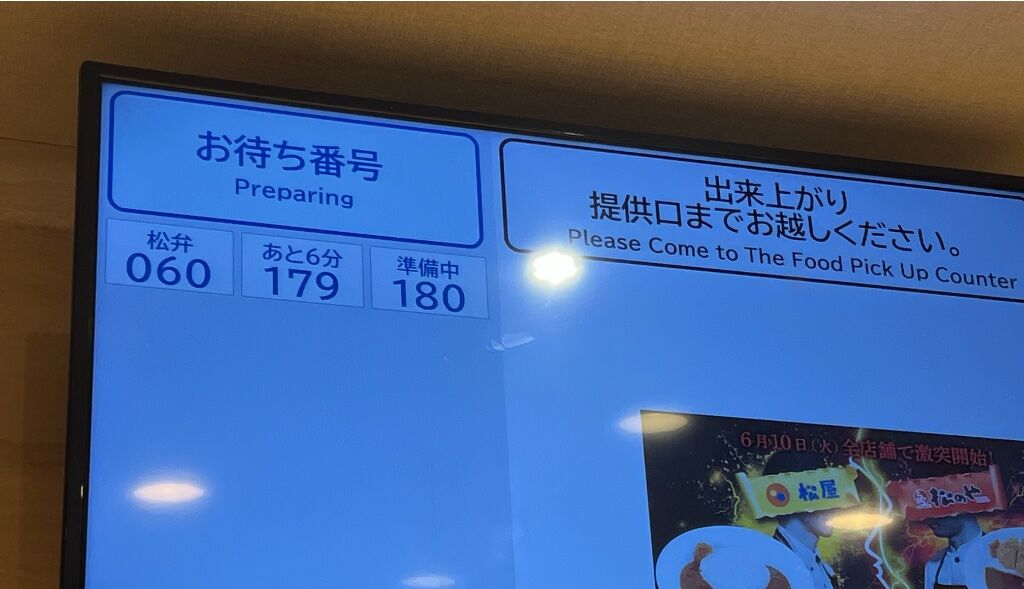 お待ち番号
Preparing
松弁
060
あと6分
179
準備中
180
出来上がり
提供口までお越しください。
Please Come to The Food Pick Up Counter
6月10日(火)全店舗で激突開始!
松屋
松のや